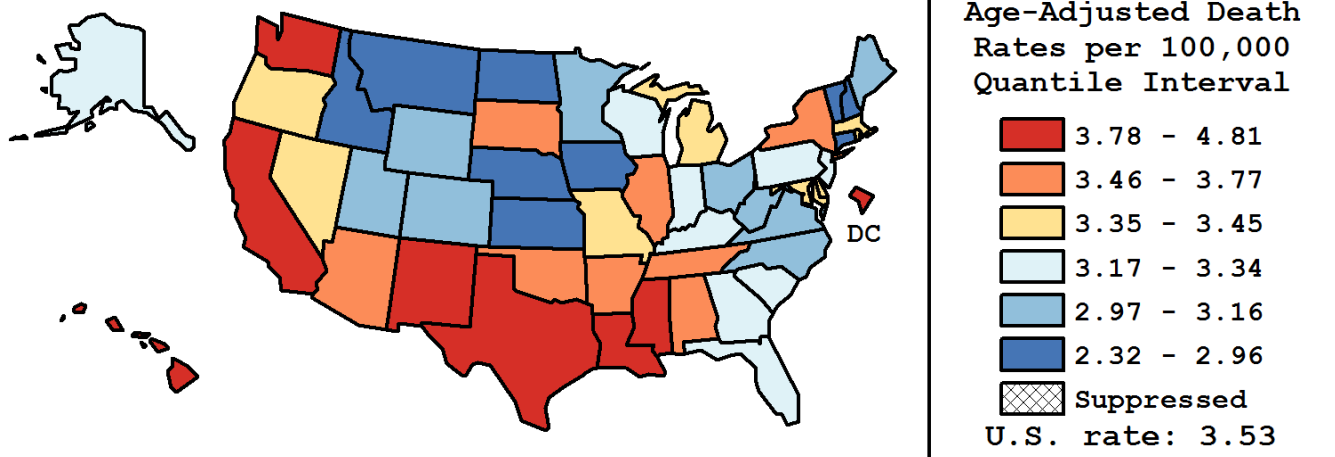 Age-Adjusted Death
Rates per 100,000
Quantile Interval
3.78 - 4.81
3.46 - 3.77
3.35 - 3.45
3.17 - 3.34
2.97 - 3.16
2.32 - 2.96
Suppressed
U.S. rate: 3.53
DC